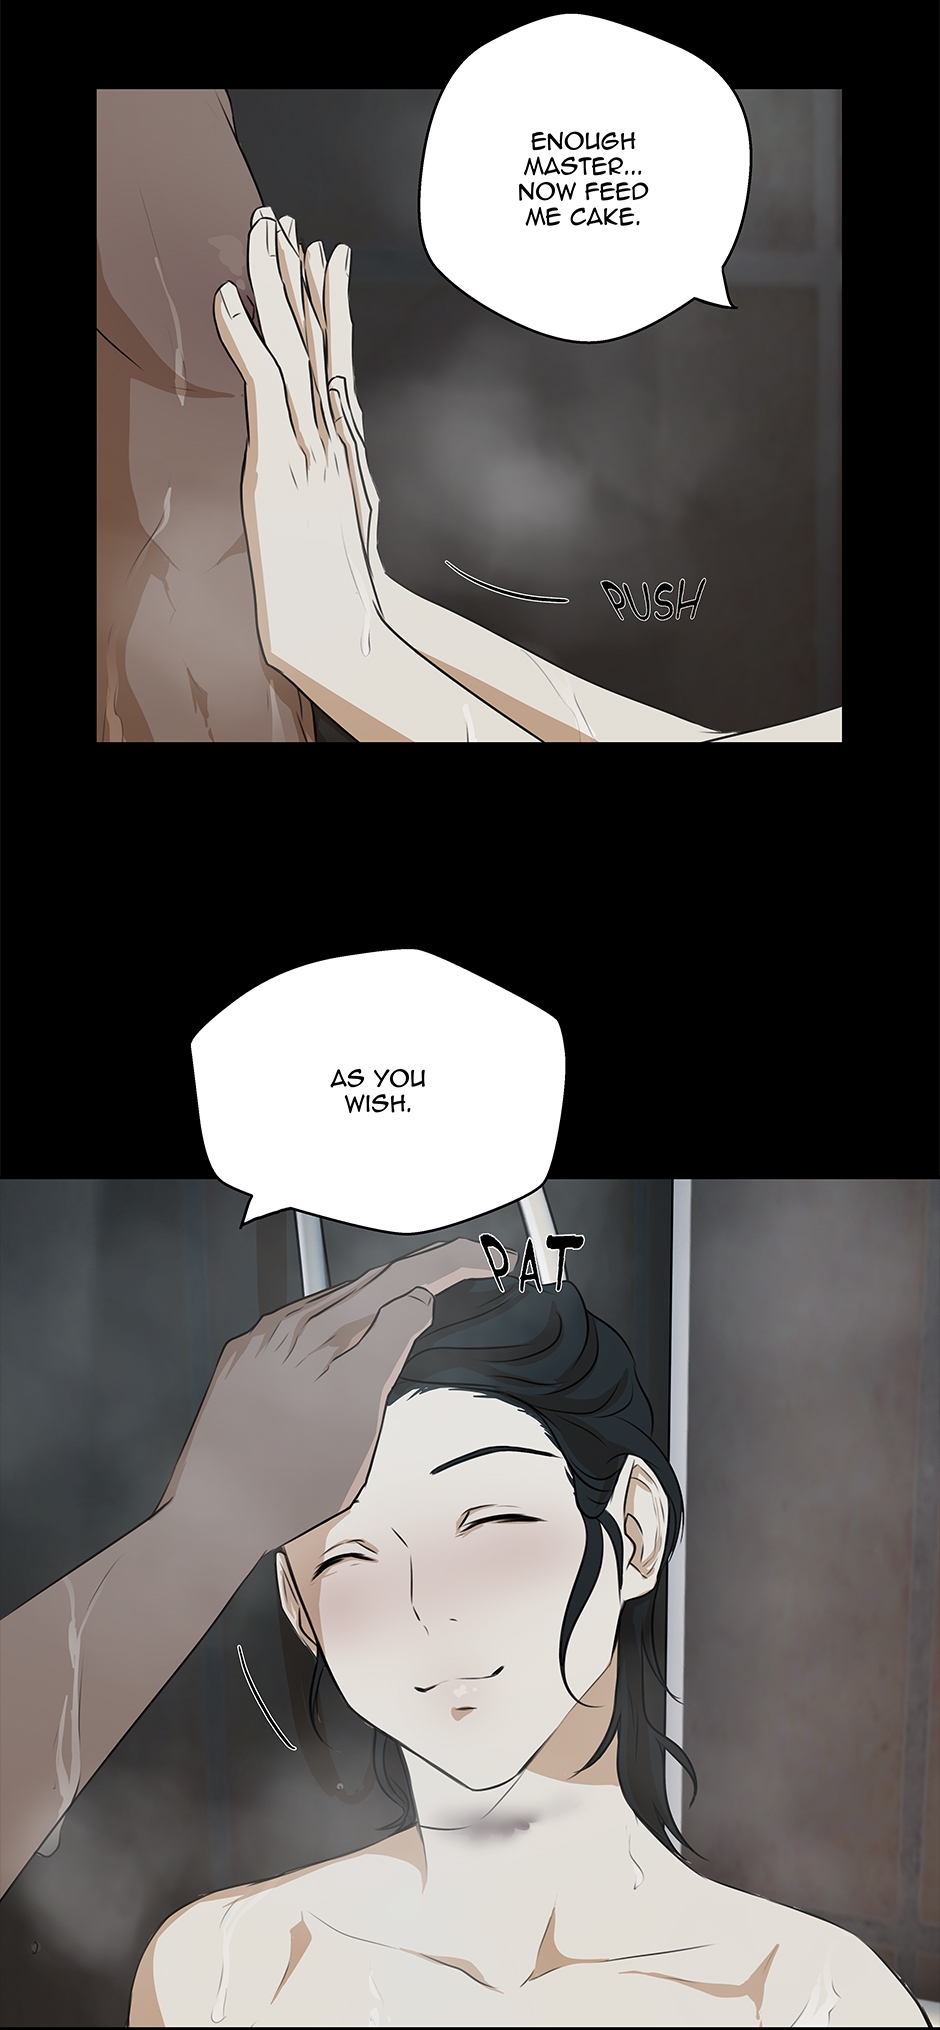 ENOUGH
MASTER...
NOW FEED
ME CAKE.
PUSH
AS YOU
WISH.
PAT